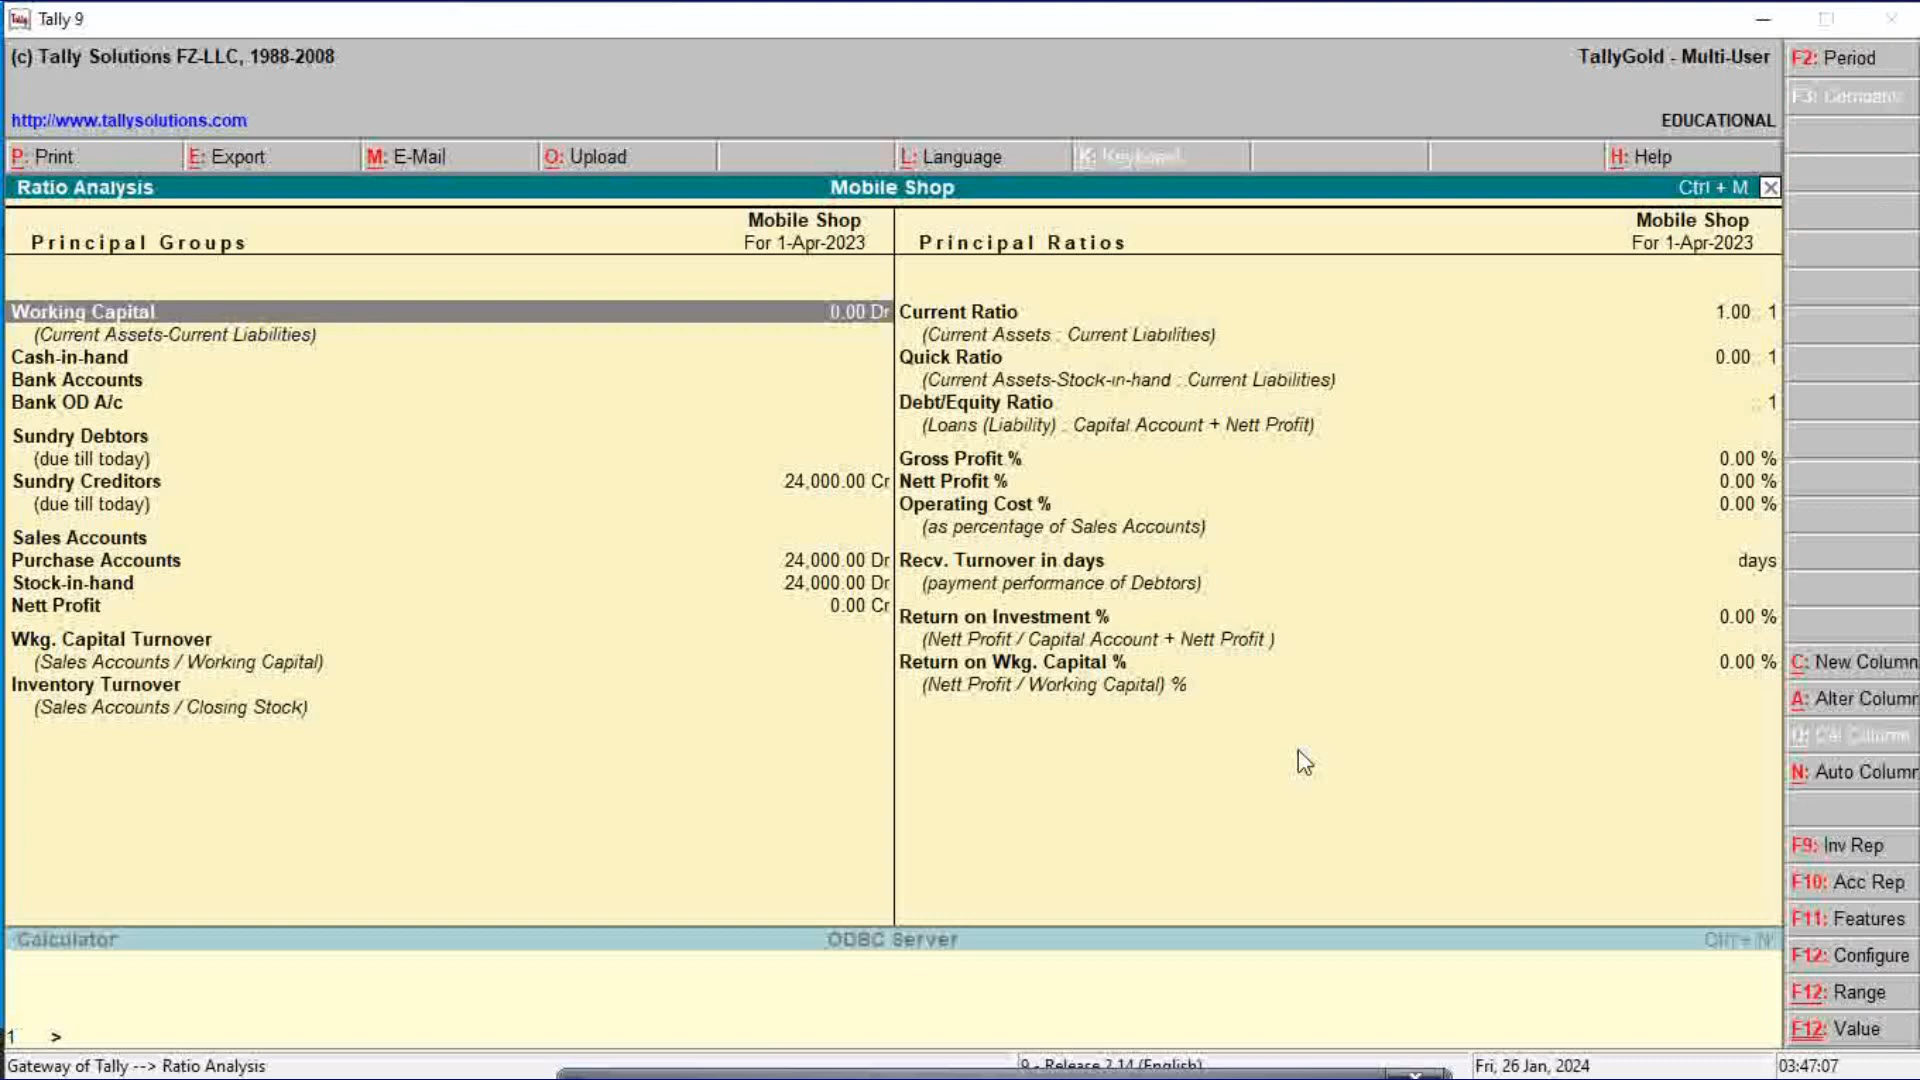 Tally 9
(c) Tally Solutions FZ-LLC, 1988-2008
TallyGold - Multi-User
http://www.tallysolutions.com
EDUCATIONAL
P: Print E: Export M: E-Mail O: Upload L: Language K: Keyboard H: Help
Ratio Analysis Mobile Shop Ctrl + M
Principal Groups
Mobile Shop
For 1-Apr-2023
Working Capital 0.00 Dr
(Current Assets-Current Liabilities)
Cash-in-hand
Bank Accounts
Bank OD A/c
Sundry Debtors
(due till today)
Sundry Creditors 24,000.00 Cr
(due till today)
Sales Accounts
Purchase Accounts 24,000.00 Dr
Stock-in-hand 24,000.00 Dr
Nett Profit 0.00 Cr
Wkg. Capital Turnover
(Sales Accounts / Working Capital)
Inventory Turnover
(Sales Accounts / Closing Stock)
Principal Ratios
Mobile Shop
For 1-Apr-2023
Current Ratio 1.00 : 1
(Current Assets : Current Liabilities)
Quick Ratio 0.00 : 1
(Current Assets-Stock-in-hand : Current Liabilities)
Debt/Equity Ratio : 1
(Loans (Liability) : Capital Account + Nett Profit)
Gross Profit % 0.00 %
Nett Profit % 0.00 %
Operating Cost % 0.00 %
(as percentage of Sales Accounts)
Recv. Turnover in days days
(payment performance of Debtors)
Return on Investment % 0.00 %
(Nett Profit / Capital Account + Nett Profit )
Return on Wkg. Capital % 0.00 %
(Nett Profit / Working Capital) %
F2: Period
F3: Company
C: New Column
A: Alter Column
D: Del Column
N: Auto Column
F9: Inv Rep
F10: Acc Rep
F11: Features
F12: Configure
F12: Range
F12: Value
Calculator ODBC Server Ctrl + N
1 >
Gateway of Tally --> Ratio Analysis
9 - Release 2.14 (English)
Fri, 26 Jan, 2024
03:47:07